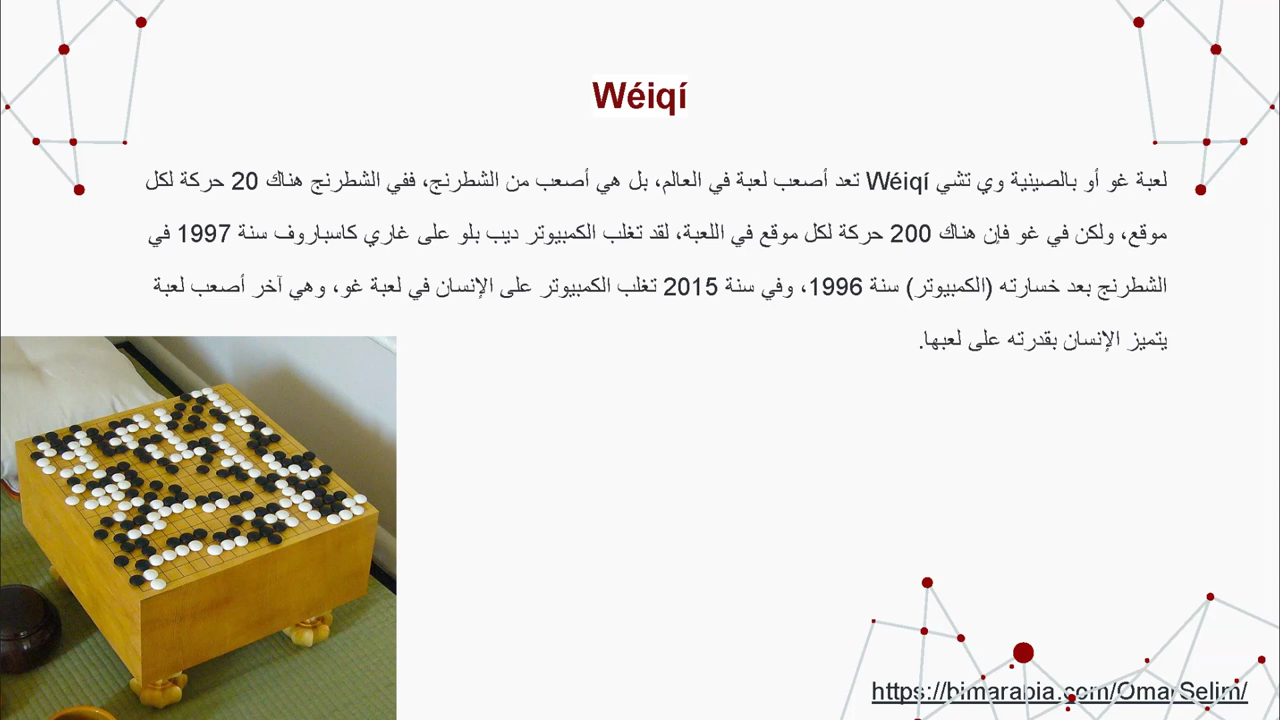 Wéiqí
لعبة غو أو بالصينية وي تشي Wéiqí تعد أصعب لعبة في العالم، بل هي أصعب من الشطرنج، ففي الشطرنج هناك 20 حركة لكل
موقع، ولكن في غو فإن هناك 200 حركة لكل موقع في اللعبة، لقد تغلب الكمبيوتر ديب بلو على غاري كاسباروف سنة 1997 في
الشطرنج بعد خسارته (الكمبيوتر) سنة 1996، وفي سنة 2015 تغلب الكمبيوتر على الإنسان في لعبة غو، وهي آخر أصعب لعبة
يتميز الإنسان بقدرته على لعبها.
https://bimarabia.com/OmarSelim/